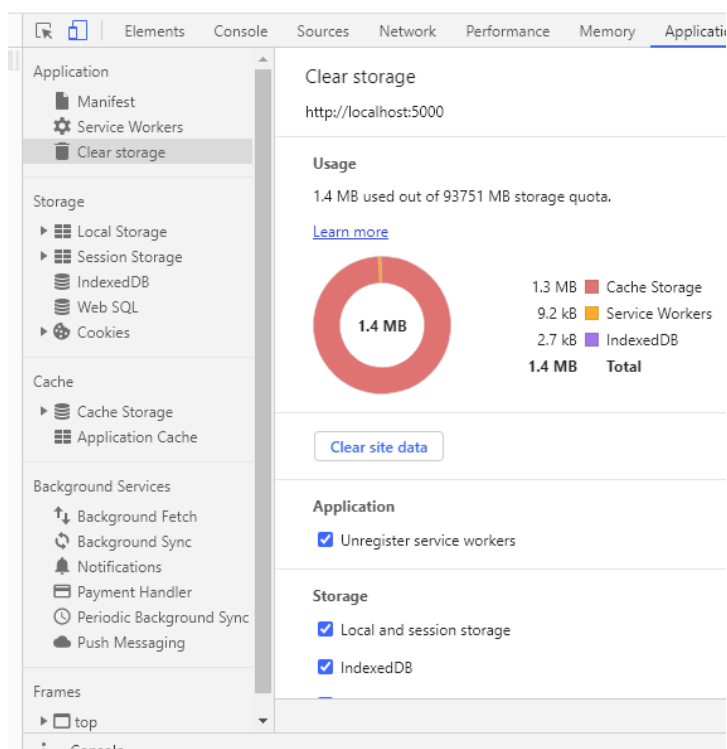 Elements Console Sources Network Performance Memory Applicati
Application
Manifest
Service Workers
Clear storage
Storage
Local Storage
Session Storage
IndexedDB
Web SQL
Cookies
Cache
Cache Storage
Application Cache
Background Services
Background Fetch
Background Sync
Notifications
Payment Handler
Periodic Background Sync
Push Messaging
Frames
top
Console
Clear storage
http://localhost:5000
Usage
1.4 MB used out of 93751 MB storage quota.
Learn more
1.4 MB
1.3 MB Cache Storage
9.2 kB Service Workers
2.7 kB IndexedDB
1.4 MB Total
Clear site data
Application
Unregister service workers
Storage
Local and session storage
IndexedDB